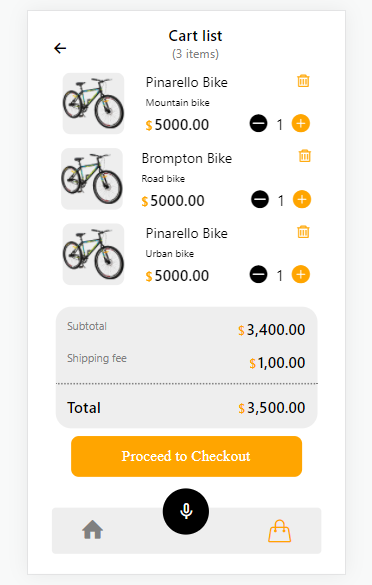 Cart list
(3 items)
Pinarello Bike
Mountain bike
$5000.00 1
Brompton Bike
Road bike
$5000.00 1
Pinarello Bike
Urban bike
$5000.00 1
Subtotal $3,400.00
Shipping fee $1,00.00
Total $3,500.00
Proceed to Checkout